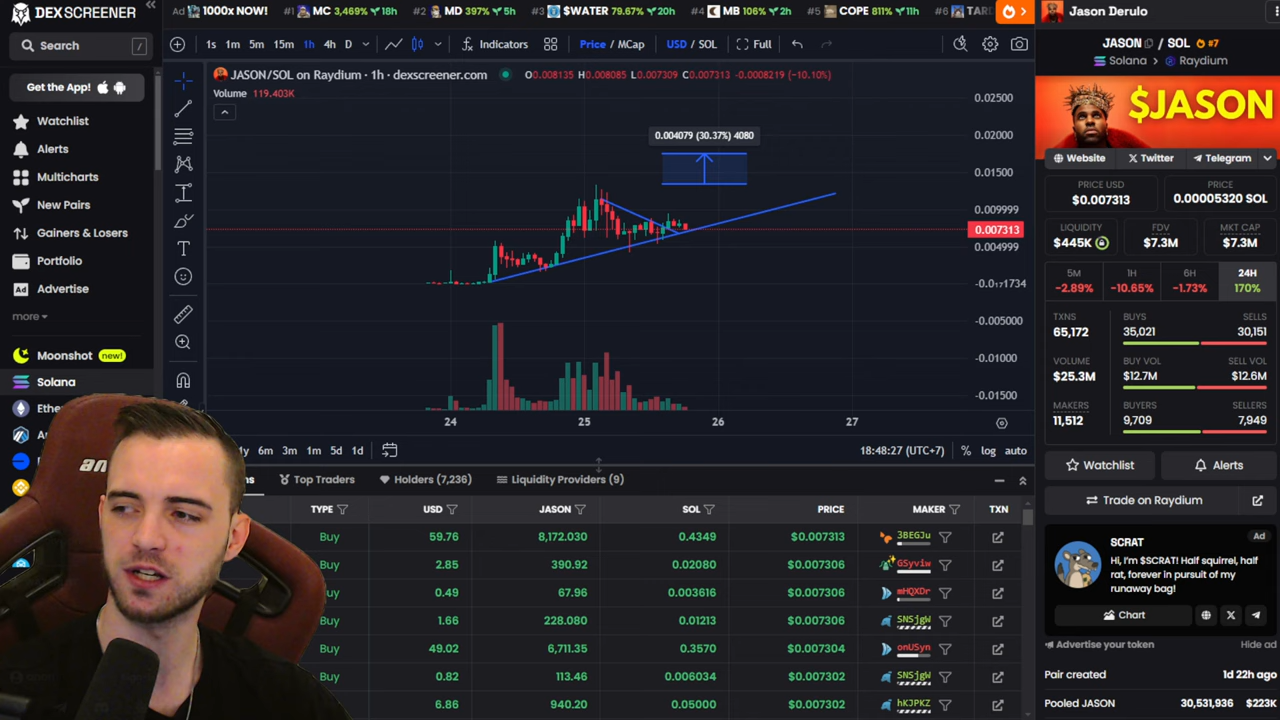 DEX SCREENER
Search
/
Get the App!
Watchlist
Alerts
Multicharts
New Pairs
Gainers & Losers
Portfolio
Ad
Advertise
more
Moonshot new!
Solana
Ad 1000x NOW! #1 MC 3,469% 18h #2 MD 397% 5h #3 $WATER 79.67% 20h #4 MB 106% 2h #5 COPE 811% 11h #6
1s 1m 5m 15m 1h 4h D Indicators Price / MCap USD / SOL Full
JASON/SOL on Raydium • 1h • dexscreener.com O0.008135 H0.008085 L0.007309 C0.007313 -0.0008219 (−10.10%)
Volume 119.403K
0.004079 (30.37%) 4080
0.02500
0.02000
0.01500
0.009999
0.007313
0.004999
-0.005000
-0.01000
-0.01500
24 25 26 27
1y 6m 3m 1m 5d 1d
18:48:27 (UTC+7) % log auto
Top Traders
Holders (7,236)
Liquidity Providers (9)
TYPE USD JASON SOL PRICE MAKER TXN
Buy 59.76 8,172.030 0.4349 $0.007313 3BEGJu
Buy 2.85 390.92 0.02080 $0.007306 GSyviw
Buy 0.49 67.96 0.003616 $0.007306 mHQXDr
Buy 1.66 228.080 0.01213 $0.007306 SNSjgW
Buy 49.02 6,711.35 0.3570 $0.007304 onUSyn
Buy 0.82 113.46 0.006034 $0.007302 SNSjgW
Buy 6.86 940.20 0.05000 $0.007302 hKJPKZ
Jason Derulo
JASON / SOL #7
Solana > Raydium
$JASON
Website
Twitter
Telegram
PRICE USD
$0.007313
PRICE
0.00005320 SOL
LIQUIDITY
$445K
FDV
$7.3M
MKT CAP
$7.3M
5M
-2.89%
1H
-10.65%
6H
-1.73%
24H
170%
TXNS
65,172
BUYS
35,021
SELLS
30,151
VOLUME
$25.3M
BUY VOL
$12.7M
SELL VOL
$12.6M
MAKERS
11,512
BUYERS
9,709
SELLERS
7,949
Watchlist
Alerts
Trade on Raydium
SCRAT
Ad
Hi, I'm $SCRAT! Half squirrel, half
rat, forever in pursuit of my
runaway bag!
Chart
Advertise your token
Hide ad
Pair created
1d 22h ago
Pooled JASON
30,531,936 $223K